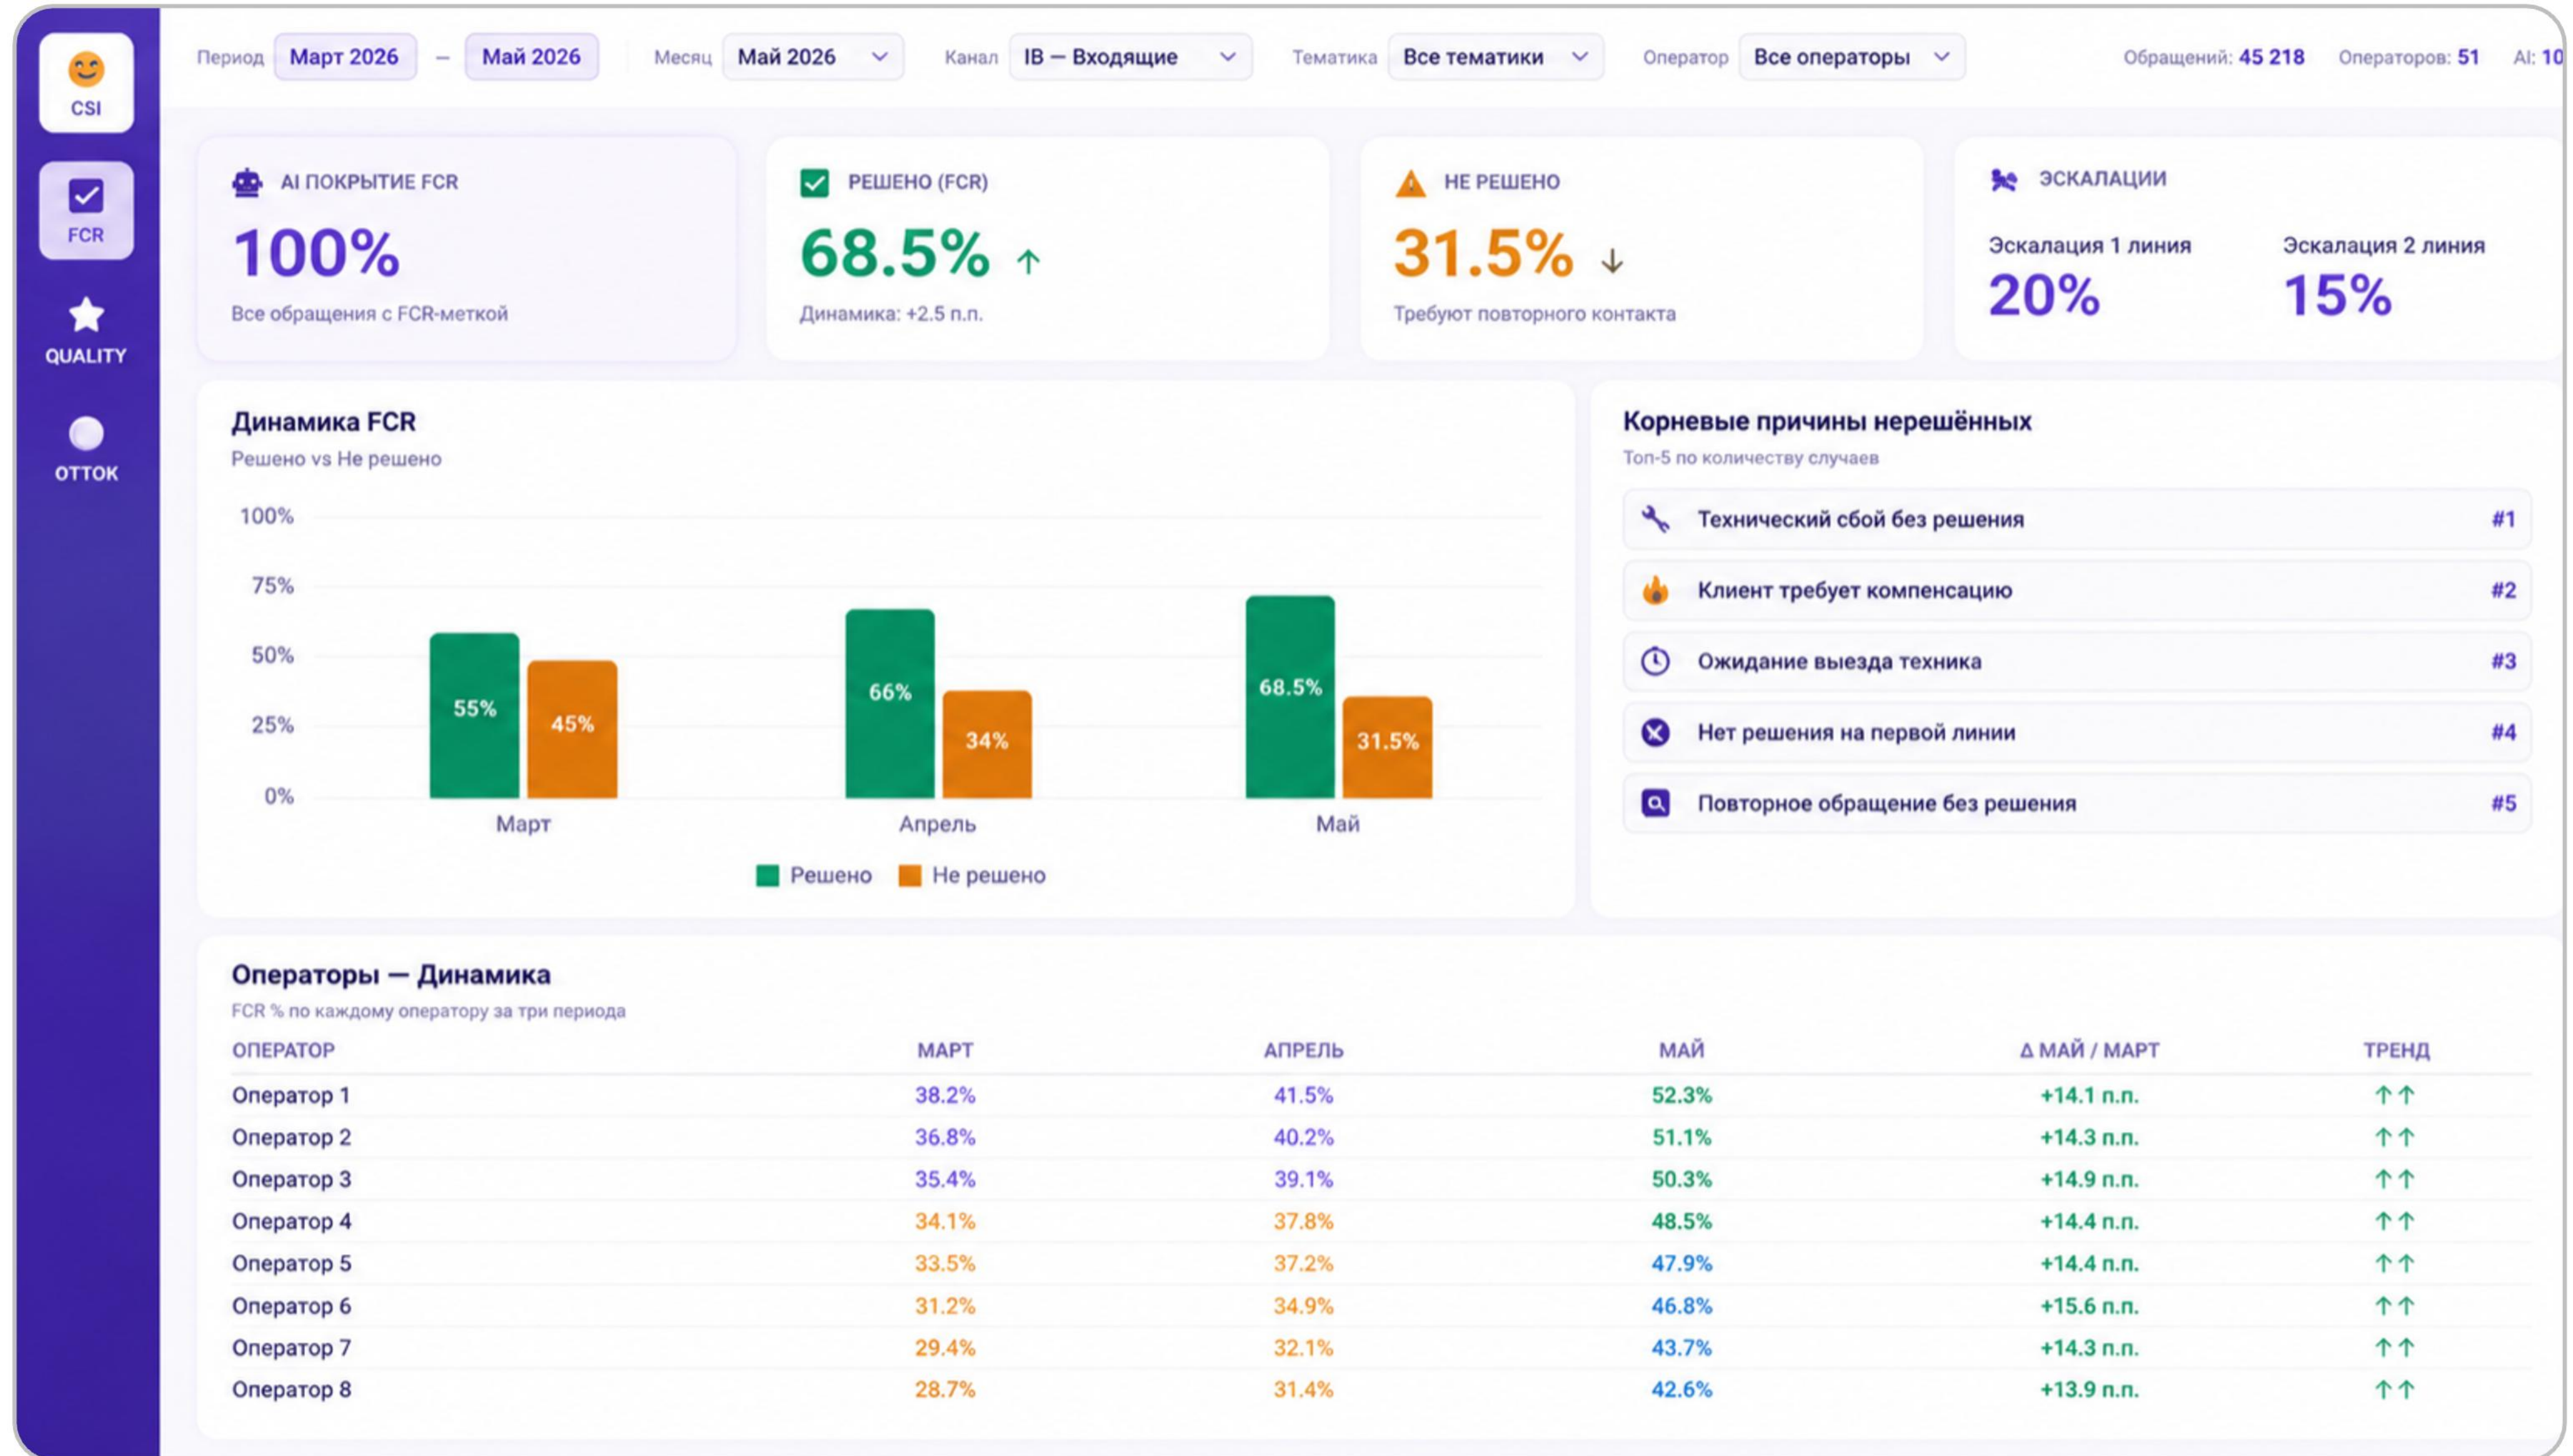 CSI
FCR
QUALITY
ОТТОК
Период Март 2026 — Май 2026 Месяц Май 2026 Канал IB — Входящие Тематика Все тематики Оператор Все операторы Обращений: 45 218 Операторов: 51 AI: 10
AI ПОКРЫТИЕ FCR
100%
Все обращения с FCR-меткой
РЕШЕНО (FCR)
68.5% ↑
Динамика: +2.5 п.п.
НЕ РЕШЕНО
31.5% ↓
Требуют повторного контакта
ЭСКАЛАЦИИ
Эскалация 1 линия Эскалация 2 линия
20% 15%
Динамика FCR
Решено vs Не решено
100%
75%
50%
25%
0%
55% 45% 66% 34% 68.5% 31.5%
Март Апрель Май
Решено Не решено
Корневые причины нерешённых
Топ-5 по количеству случаев
Технический сбой без решения #1
Клиент требует компенсацию #2
Ожидание выезда техника #3
Нет решения на первой линии #4
Повторное обращение без решения #5
Операторы — Динамика
FCR % по каждому оператору за три периода
ОПЕРАТОР МАРТ АПРЕЛЬ МАЙ Δ МАЙ / МАРТ ТРЕНД
Оператор 1 38.2% 41.5% 52.3% +14.1 п.п. ↑↑
Оператор 2 36.8% 40.2% 51.1% +14.3 п.п. ↑↑
Оператор 3 35.4% 39.1% 50.3% +14.9 п.п. ↑↑
Оператор 4 34.1% 37.8% 48.5% +14.4 п.п. ↑↑
Оператор 5 33.5% 37.2% 47.9% +14.4 п.п. ↑↑
Оператор 6 31.2% 34.9% 46.8% +15.6 п.п. ↑↑
Оператор 7 29.4% 32.1% 43.7% +14.3 п.п. ↑↑
Оператор 8 28.7% 31.4% 42.6% +13.9 п.п. ↑↑